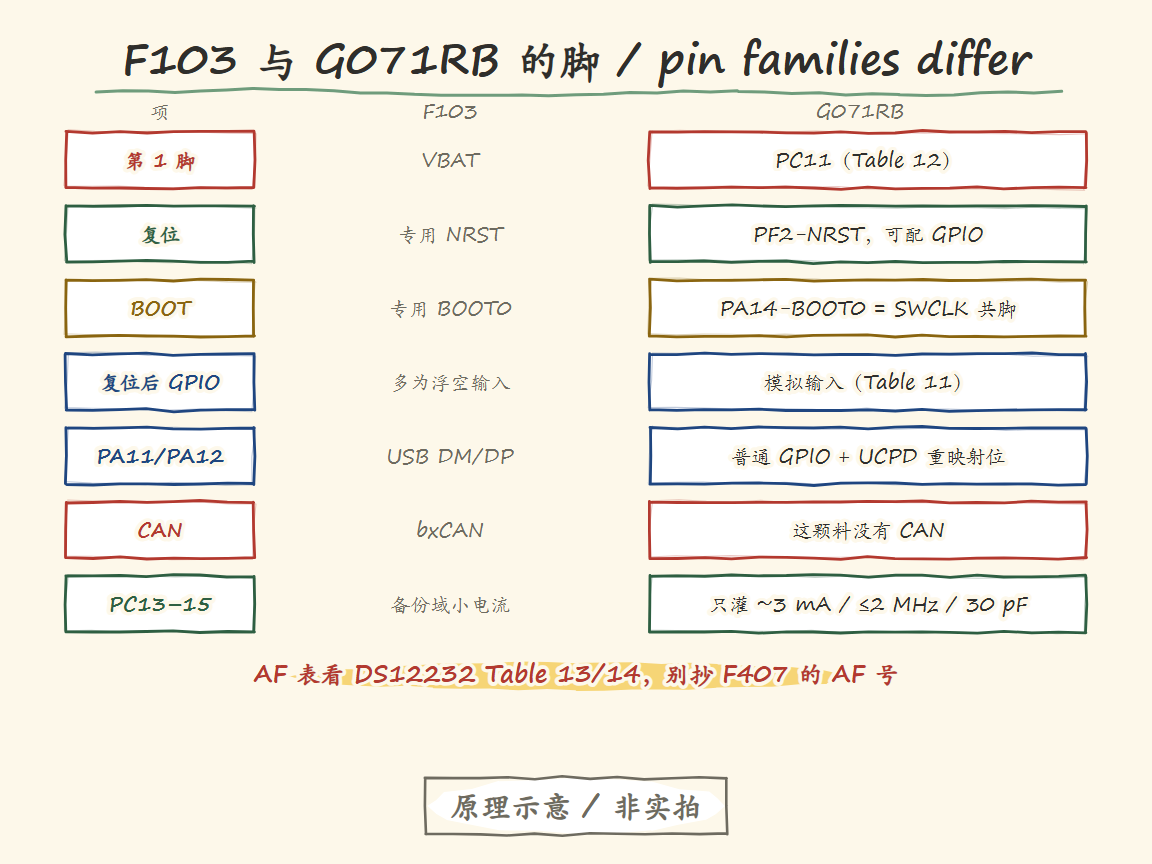 F103 与 G071RB 的脚 / pin families differ
项 F103 G071RB
第 1 脚 VBAT PC11（Table 12）
复位 专用 NRST PF2-NRST，可配 GPIO
BOOT 专用 BOOT0 PA14-BOOT0 = SWCLK 共脚
复位后 GPIO 多为浮空输入 模拟输入（Table 11）
PA11/PA12 USB DM/DP 普通 GPIO + UCPD 重映射位
CAN bxCAN 这颗料没有 CAN
PC13–15 备份域小电流 只灌 ~3 mA / ≤2 MHz / 30 pF
AF 表看 DS12232 Table 13/14，别抄 F407 的 AF 号
原理示意 / 非实拍